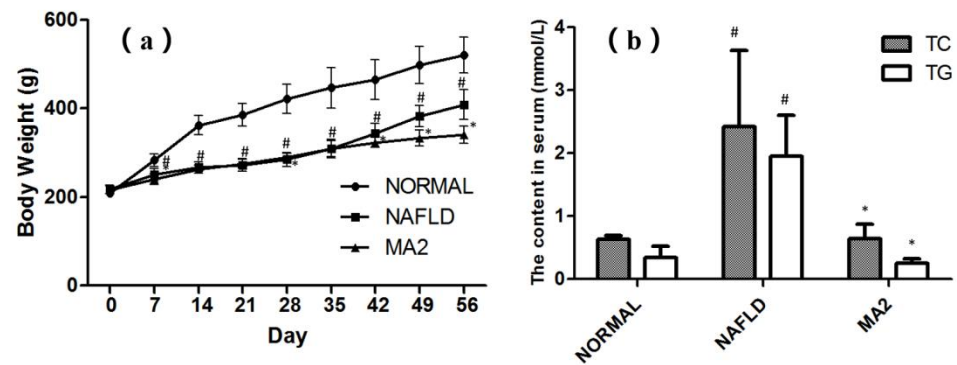 ( a )
Body Weight (g)
600
400
200
0
# # # # # # # #
* * * * * *
NORMAL
NAFLD
MA2
0 7 14 21 28 35 42 49 56
Day
( b )
The content in serum (mmol/L)
4
3
2
1
0
TC
TG
# #
* *
NORMAL NAFLD MA2